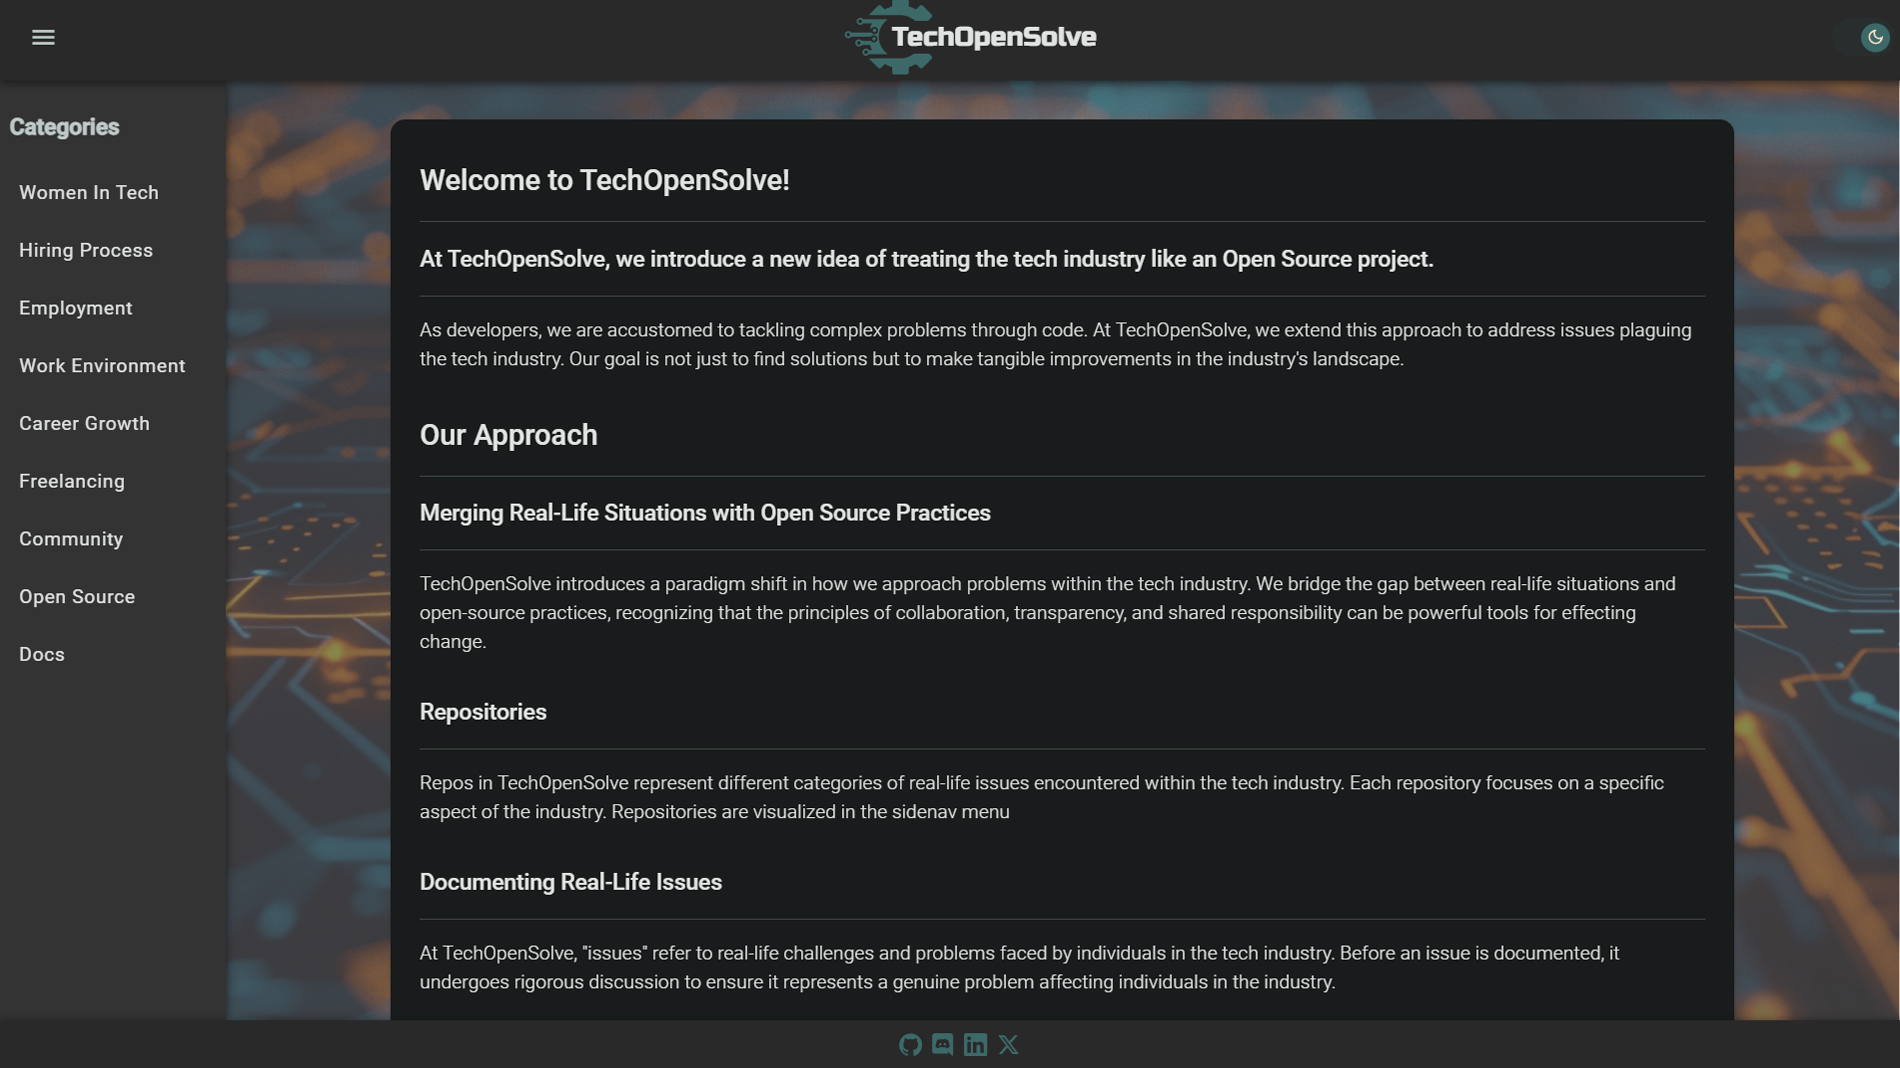 TechOpenSolve
Categories
Women In Tech
Hiring Process
Employment
Work Environment
Career Growth
Freelancing
Community
Open Source
Docs
Welcome to TechOpenSolve!
At TechOpenSolve, we introduce a new idea of treating the tech industry like an Open Source project.
As developers, we are accustomed to tackling complex problems through code. At TechOpenSolve, we extend this approach to address issues plaguing
the tech industry. Our goal is not just to find solutions but to make tangible improvements in the industry's landscape.
Our Approach
Merging Real-Life Situations with Open Source Practices
TechOpenSolve introduces a paradigm shift in how we approach problems within the tech industry. We bridge the gap between real-life situations and
open-source practices, recognizing that the principles of collaboration, transparency, and shared responsibility can be powerful tools for effecting
change.
Repositories
Repos in TechOpenSolve represent different categories of real-life issues encountered within the tech industry. Each repository focuses on a specific
aspect of the industry. Repositories are visualized in the sidenav menu
Documenting Real-Life Issues
At TechOpenSolve, "issues" refer to real-life challenges and problems faced by individuals in the tech industry. Before an issue is documented, it
undergoes rigorous discussion to ensure it represents a genuine problem affecting individuals in the industry.